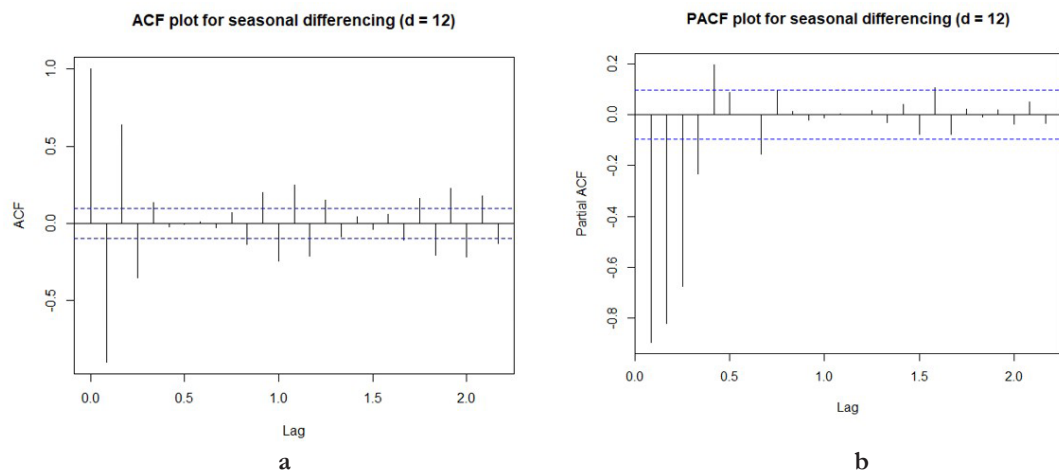 ACF plot for seasonal differencing (d = 12)
ACF
1.0
0.5
0.0
-0.5
0.0 0.5 1.0 1.5 2.0
Lag
a
PACF plot for seasonal differencing (d = 12)
Partial ACF
0.2
0.0
-0.2
-0.4
-0.6
-0.8
0.0 0.5 1.0 1.5 2.0
Lag
b